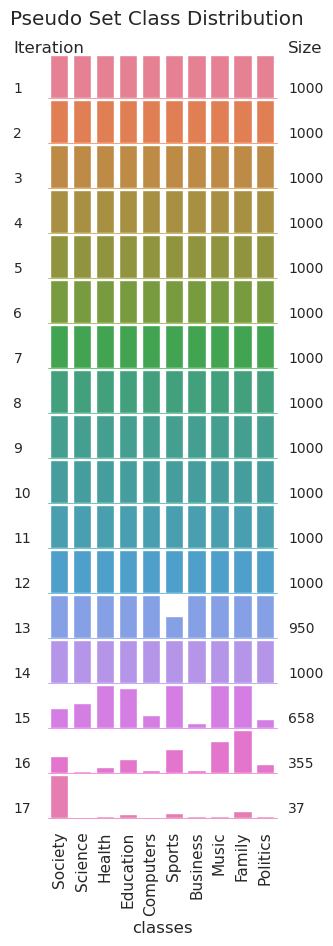 Pseudo Set Class Distribution
Iteration Size
1 1000
2 1000
3 1000
4 1000
5 1000
6 1000
7 1000
8 1000
9 1000
10 1000
11 1000
12 1000
13 950
14 1000
15 658
16 355
17 37
Society
Science
Health
Education
Computers
Sports
Business
Music
Family
Politics
classes